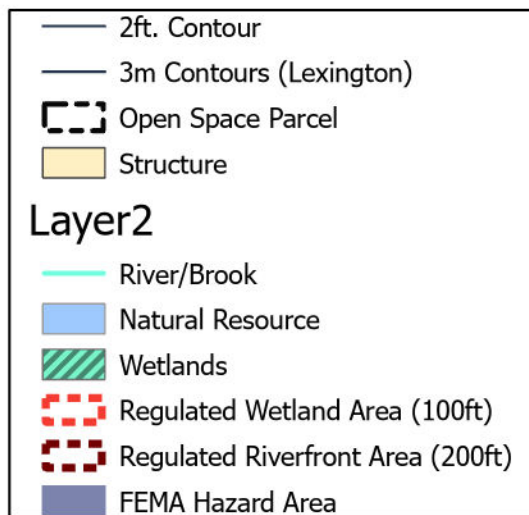 2ft. Contour
3m Contours (Lexington)
Open Space Parcel
Structure
Layer2
River/Brook
Natural Resource
Wetlands
Regulated Wetland Area (100ft)
Regulated Riverfront Area (200ft)
FEMA Hazard Area